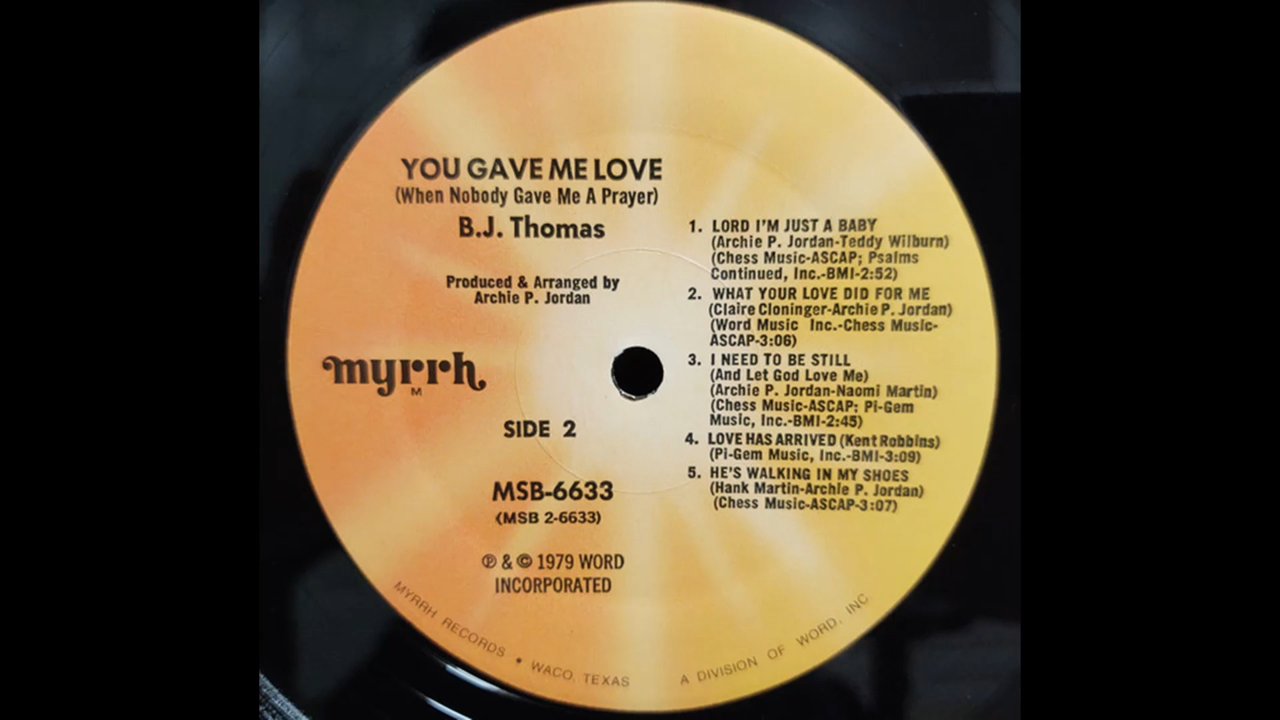 YOU GAVE ME LOVE
(When Nobody Gave Me A Prayer)
B.J. Thomas
Produced & Arranged by
Archie P. Jordan
myrrh
M
SIDE 2
MSB-6633
(MSB 2-6633)
℗ & © 1979 WORD
INCORPORATED
1. LORD I'M JUST A BABY
(Archie P. Jordan-Teddy Wilburn)
(Chess Music-ASCAP; Psalms
Continued, Inc.-BMI-2:52)
2. WHAT YOUR LOVE DID FOR ME
(Claire Cloninger-Archie P. Jordan)
(Word Music Inc.-Chess Music-
ASCAP-3:06)
3. I NEED TO BE STILL
(And Let God Love Me)
(Archie P. Jordan-Naomi Martin)
(Chess Music-ASCAP; Pi-Gem
Music, Inc.-BMI-2:45)
4. LOVE HAS ARRIVED (Kent Robbins)
(Pi-Gem Music, Inc.-BMI-3:09)
5. HE'S WALKING IN MY SHOES
(Hank Martin-Archie P. Jordan)
(Chess Music-ASCAP-3:07)
MYRRH RECORDS • WACO, TEXAS A DIVISION OF WORD, INC